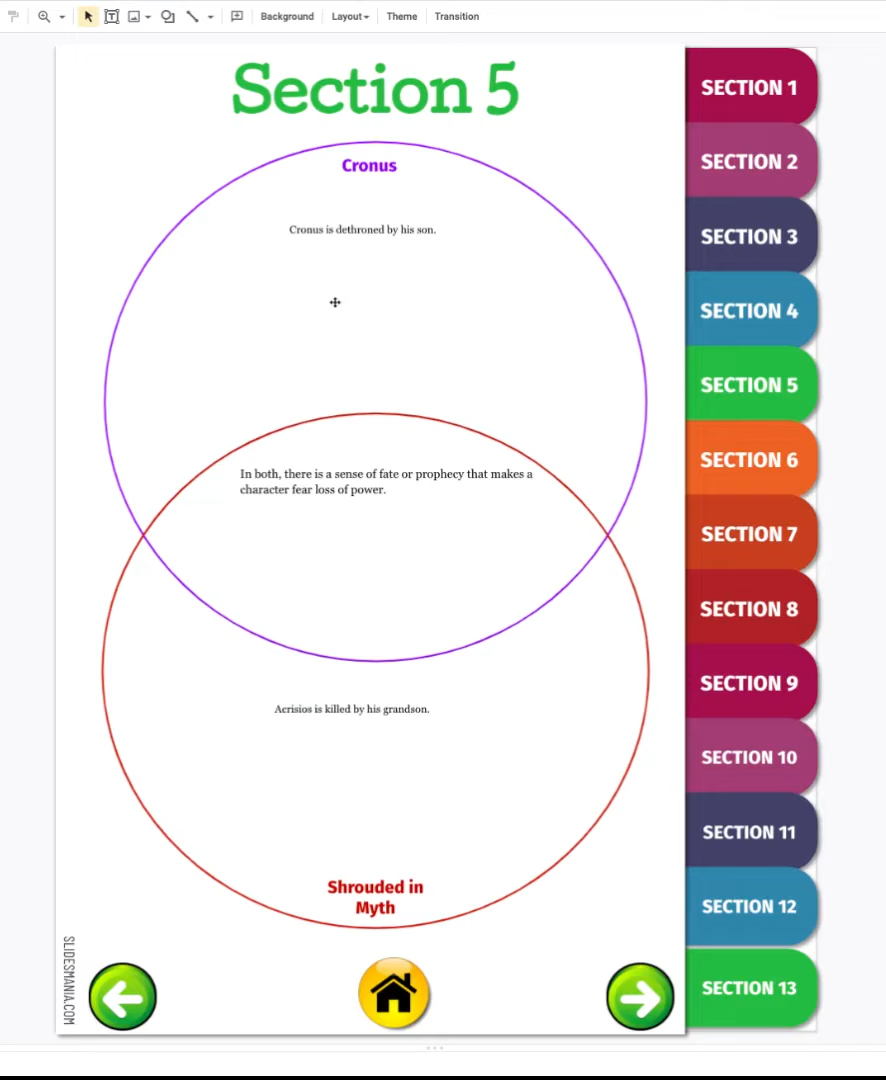 Background Layout Theme Transition
Section 5
Cronus
Cronus is dethroned by his son.
In both, there is a sense of fate or prophecy that makes a
character fear loss of power.
Acrisios is killed by his grandson.
Shrouded in
Myth
SLIDESMANIA.COM
SECTION 1
SECTION 2
SECTION 3
SECTION 4
SECTION 5
SECTION 6
SECTION 7
SECTION 8
SECTION 9
SECTION 10
SECTION 11
SECTION 12
SECTION 13